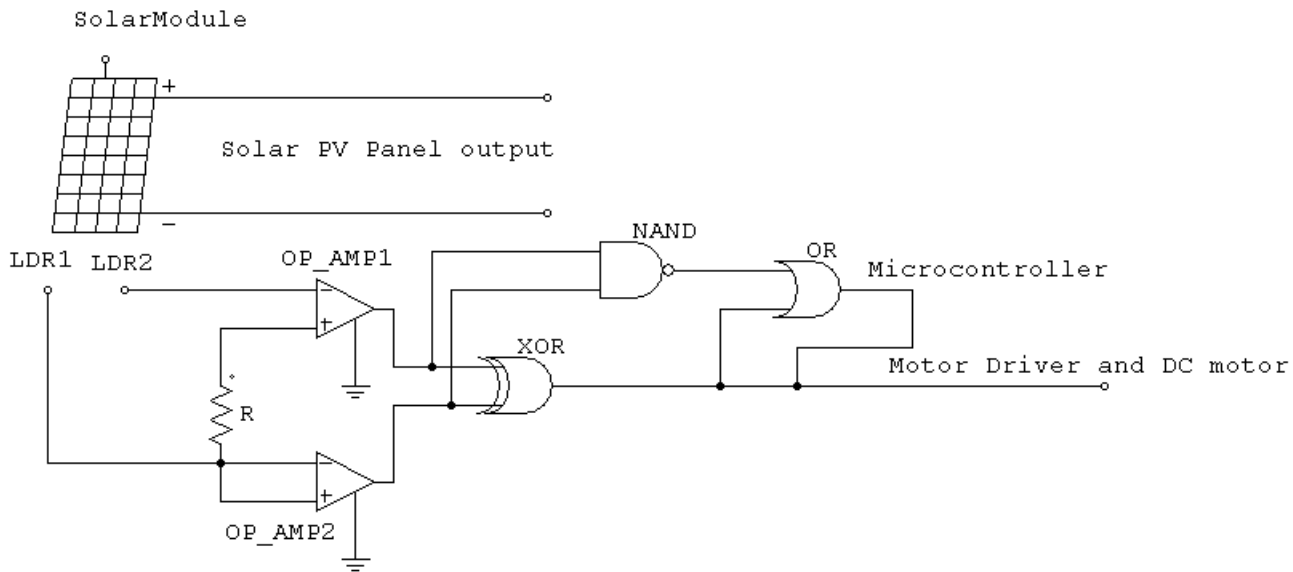 SolarModule
+
Solar PV Panel output
−
LDR1
LDR2
OP_AMP1
NAND
OR
Microcontroller
−
+
XOR
Motor Driver and DC motor
R
−
+
OP_AMP2